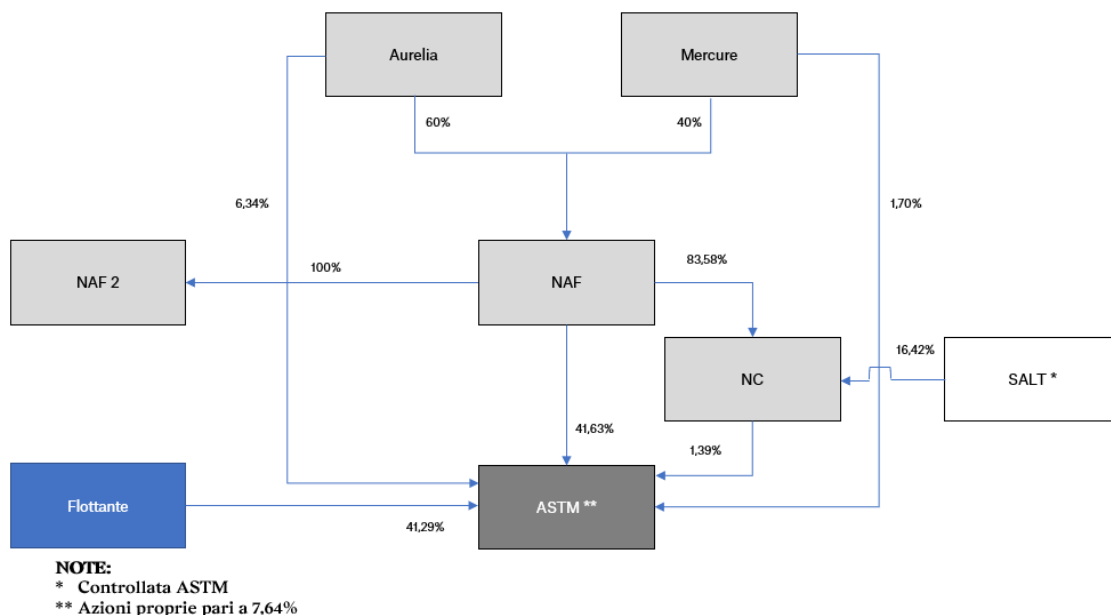 Aurelia
Mercure
60%
40%
6,34%
1,70%
NAF 2
100%
NAF
83,58%
NC
16,42%
SALT *
41,63%
1,39%
Flottante
41,29%
ASTM **
NOTE:
* Controllata ASTM
** Azioni proprie pari a 7,64%